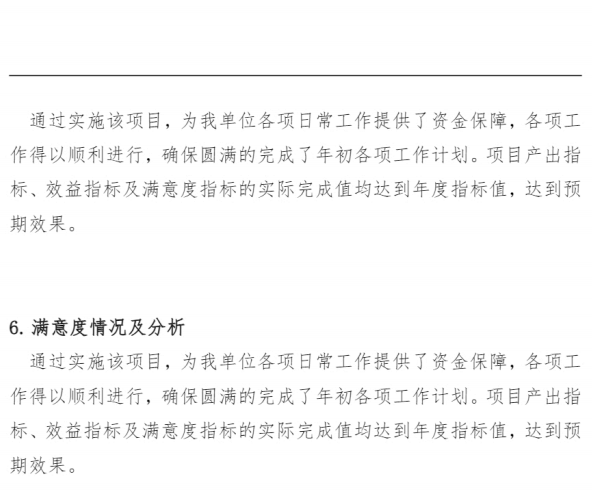 通过实施该项目，为我单位各项日常工作提供了资金保障，各项工
作得以顺利进行，确保圆满的完成了年初各项工作计划。项目产出指
标、效益指标及满意度指标的实际完成值均达到年度指标值，达到预
期效果。
6. 满意度情况及分析
通过实施该项目，为我单位各项日常工作提供了资金保障，各项工
作得以顺利进行，确保圆满的完成了年初各项工作计划。项目产出指
标、效益指标及满意度指标的实际完成值均达到年度指标值，达到预
期效果。